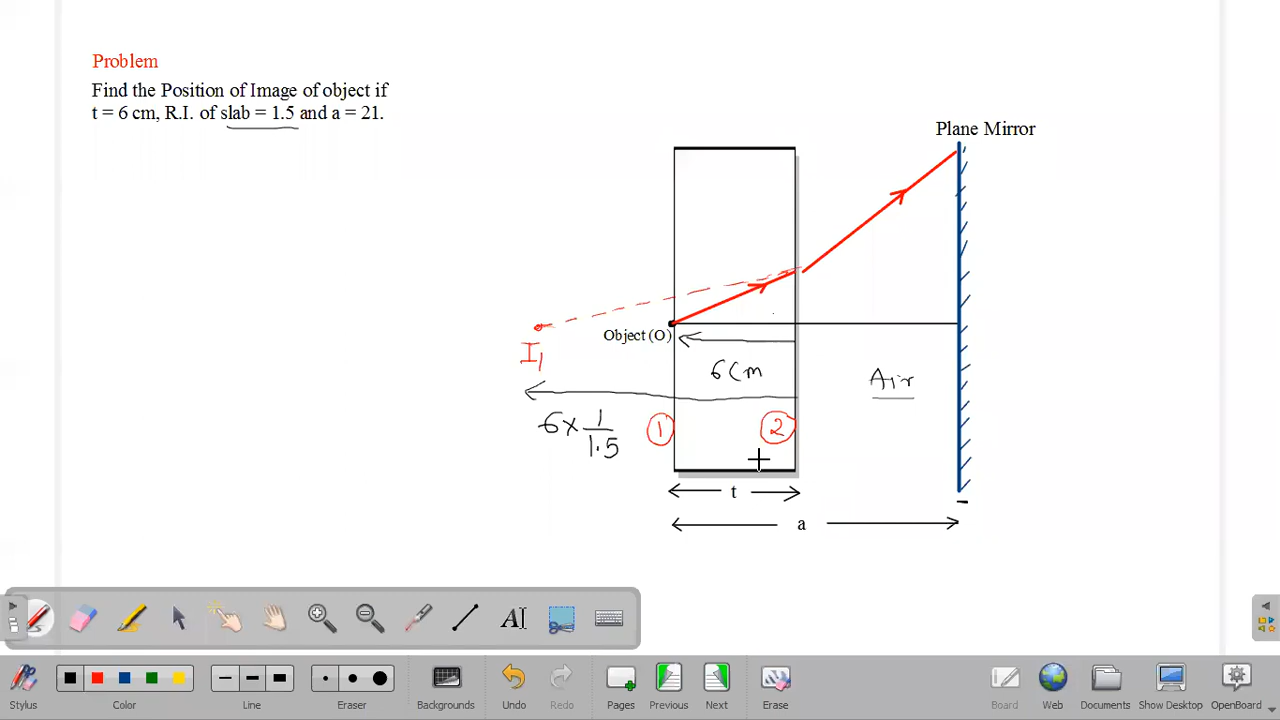 Problem
Find the Position of Image of object if
t = 6 cm, R.I. of slab = 1.5 and a = 21.
Plane Mirror
Object (O)
I1
6 Cm
Air
6 × 1/1.5
1
2
t
a
Stylus
Color
Line
Eraser
Backgrounds
Undo
Redo
Pages
Previous
Next
Erase
Board
Web
Documents
Show Desktop
OpenBoard